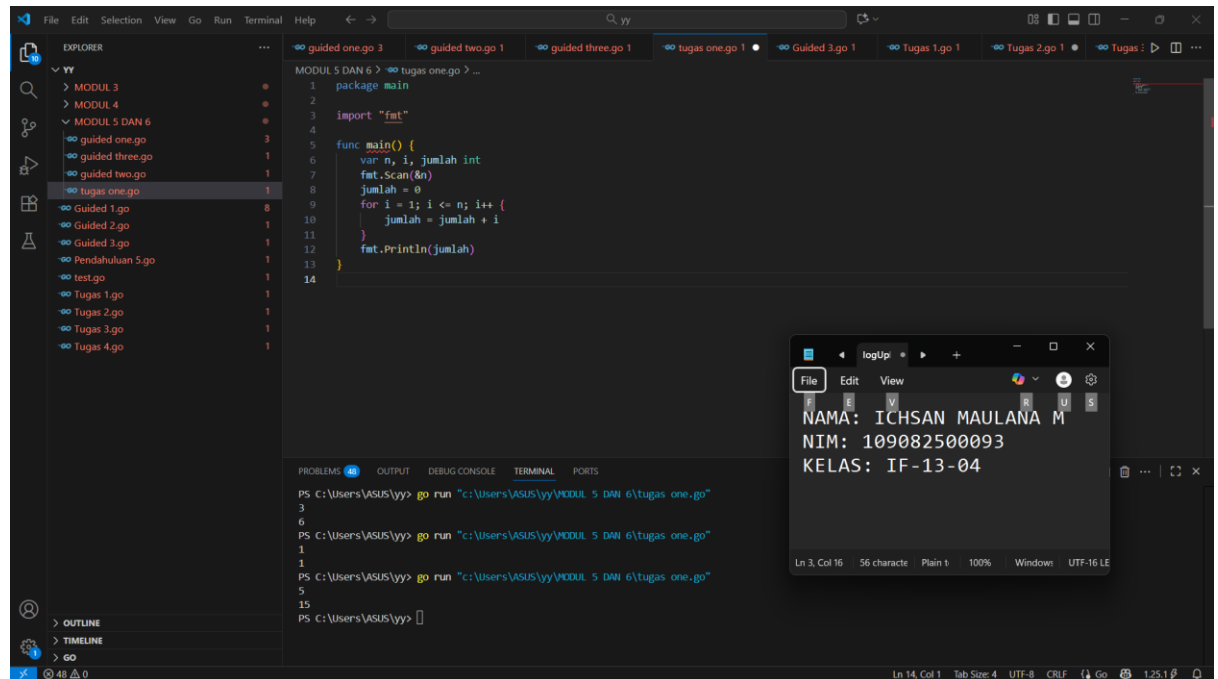 File Edit Selection View Go Run Terminal Help
yy
EXPLORER
YY
MODUL 3
MODUL 4
MODUL 5 DAN 6
guided one.go 3
guided three.go 1
guided two.go 1
tugas one.go 1
Guided 1.go 8
Guided 2.go 1
Guided 3.go 1
Pendahuluan 5.go 1
test.go 1
Tugas 1.go 1
Tugas 2.go 1
Tugas 3.go 1
Tugas 4.go 1
OUTLINE
TIMELINE
GO
guided one.go 3 guided two.go 1 guided three.go 1 tugas one.go 1 Guided 3.go 1 Tugas 1.go 1 Tugas 2.go 1 Tugas
MODUL 5 DAN 6 > tugas one.go > ...
1 package main
2
3 import "fmt"
4
5 func main() {
6 var n, i, jumlah int
7 fmt.Scan(&n)
8 jumlah = 0
9 for i = 1; i <= n; i++ {
10 jumlah = jumlah + i
11 }
12 fmt.Println(jumlah)
13 }
14
logUpl
File Edit View
F E V R U S
NAMA: ICHSAN MAULANA M
NIM: 109082500093
KELAS: IF-13-04
Ln 3, Col 16 56 characte Plain t 100% Window: UTF-16 LE
PROBLEMS 48 OUTPUT DEBUG CONSOLE TERMINAL PORTS
PS C:\Users\ASUS\yy> go run "c:\Users\ASUS\yy\MODUL 5 DAN 6\tugas one.go"
3
6
PS C:\Users\ASUS\yy> go run "c:\Users\ASUS\yy\MODUL 5 DAN 6\tugas one.go"
1
1
PS C:\Users\ASUS\yy> go run "c:\Users\ASUS\yy\MODUL 5 DAN 6\tugas one.go"
5
15
PS C:\Users\ASUS\yy>
48 0 Ln 14, Col 1 Tab Size: 4 UTF-8 CRLF Go 1.25.1